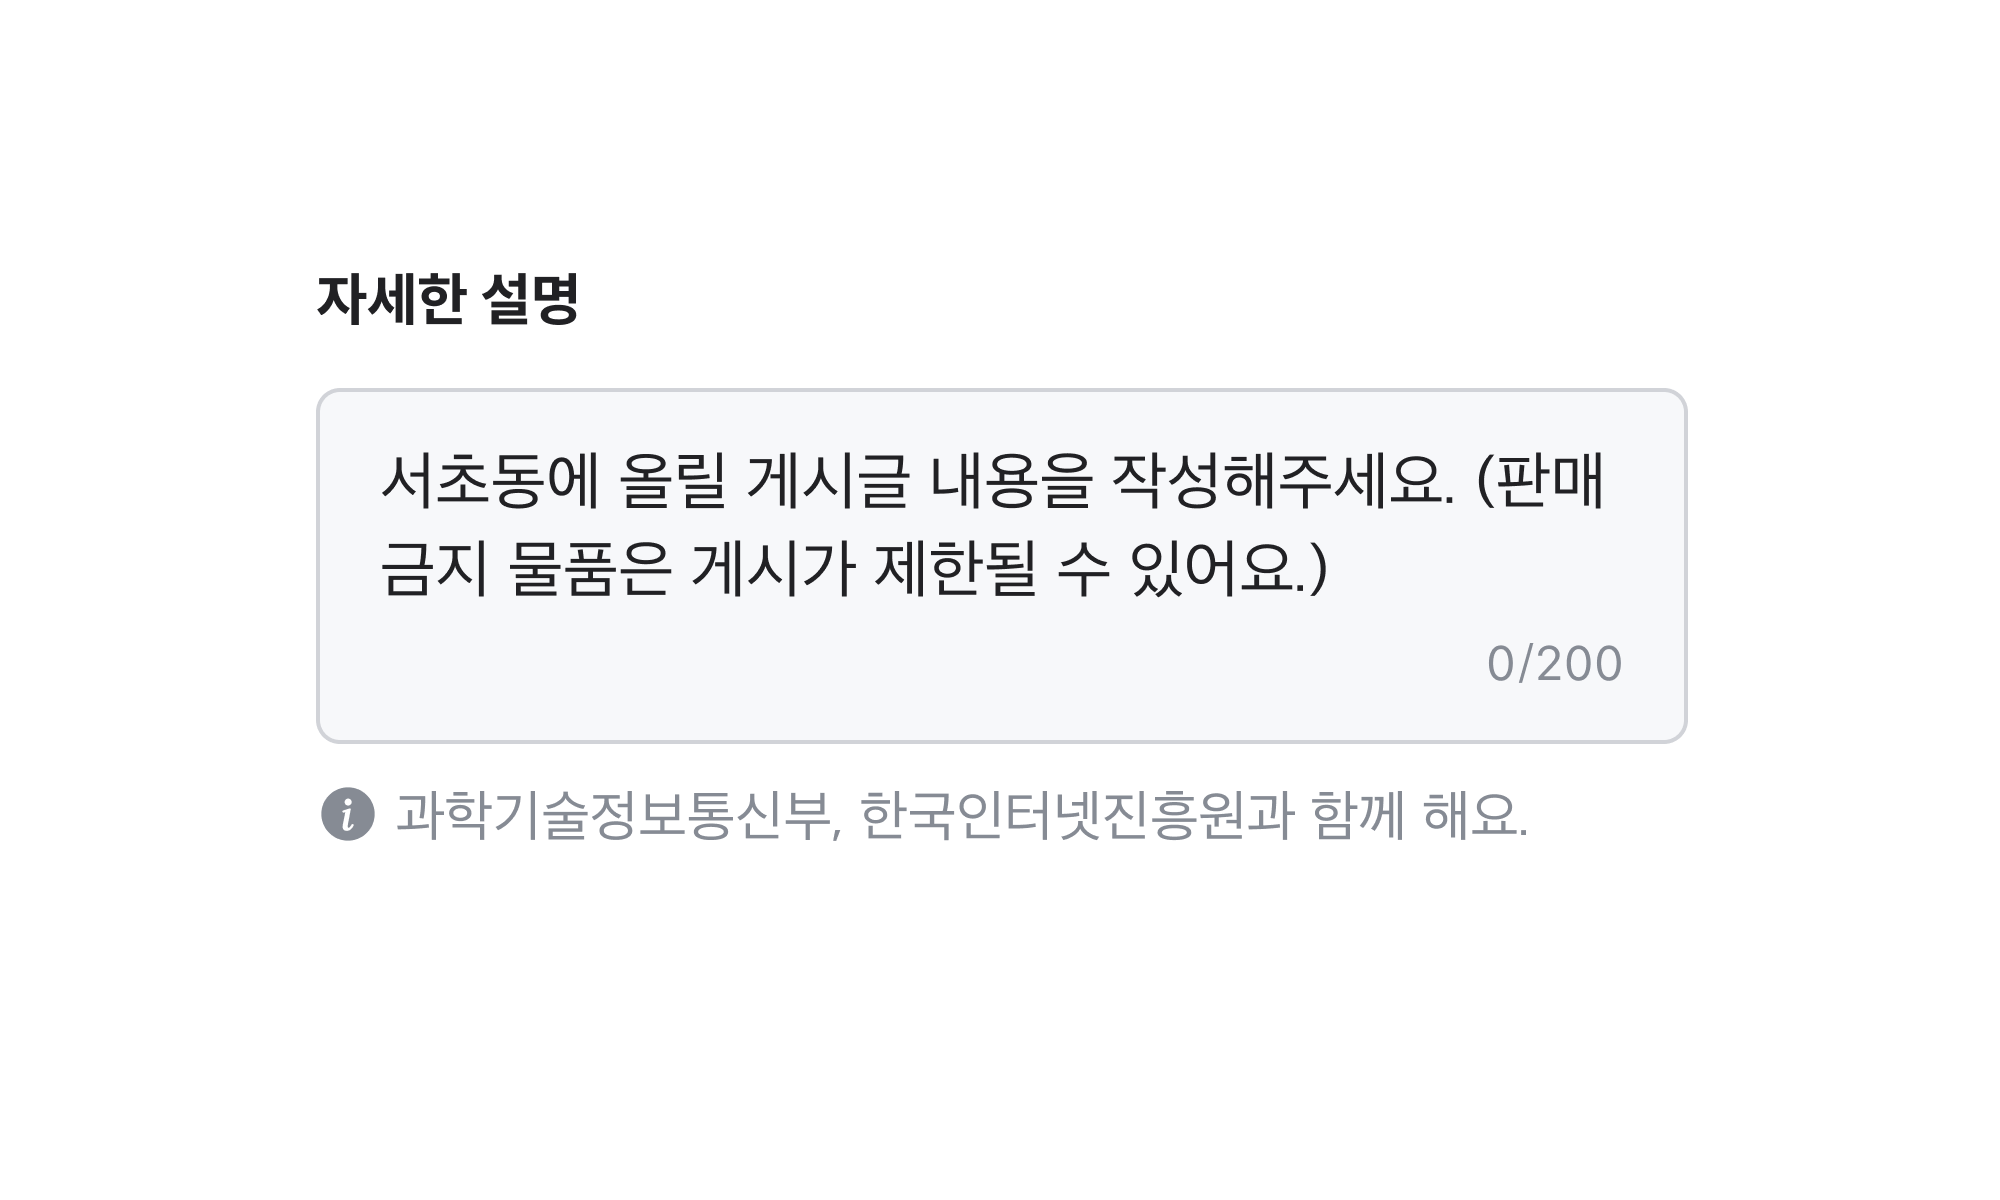 자세한 설명
서초동에 올릴 게시글 내용을 작성해주세요. (판매
금지 물품은 게시가 제한될 수 있어요.)
0/200
과학기술정보통신부, 한국인터넷진흥원과 함께 해요.